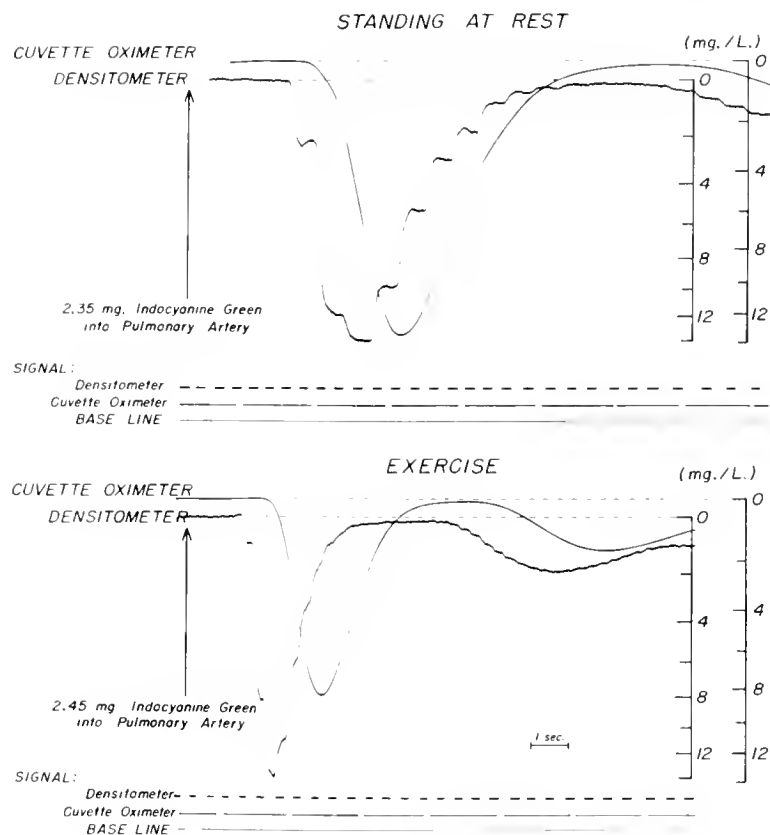 STANDING AT REST
(mg./L.)
CUVETTE OXIMETER
DENSITOMETER
0 0
4 4
8 8
12 12
2.35 mg. Indocyanine Green
into Pulmonary Artery
SIGNAL:
Densitometer
Cuvette Oximeter
BASE LINE
EXERCISE
(mg./L.)
CUVETTE OXIMETER
DENSITOMETER
0 0
4 4
8 8
12 12
2.45 mg Indocyanine Green
into Pulmonary Artery
1 sec.
SIGNAL:
Densitometer
Cuvette Oximeter
BASE LINE